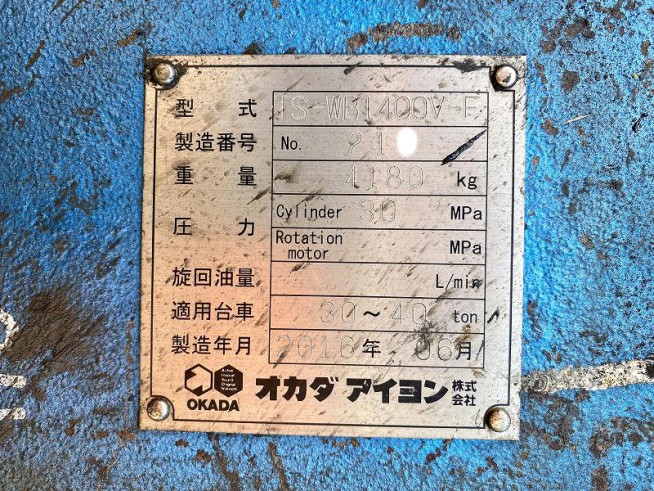 型式 TS-WB1400V-F
製造番号 No. 21
重量 4180 kg
圧力 Cylinder 30 MPa
Rotation motor MPa
旋回油量 L/min
適用台車 30～40 ton
製造年月 2016年 06月
OKADA オカダ アイヨン 株式会社